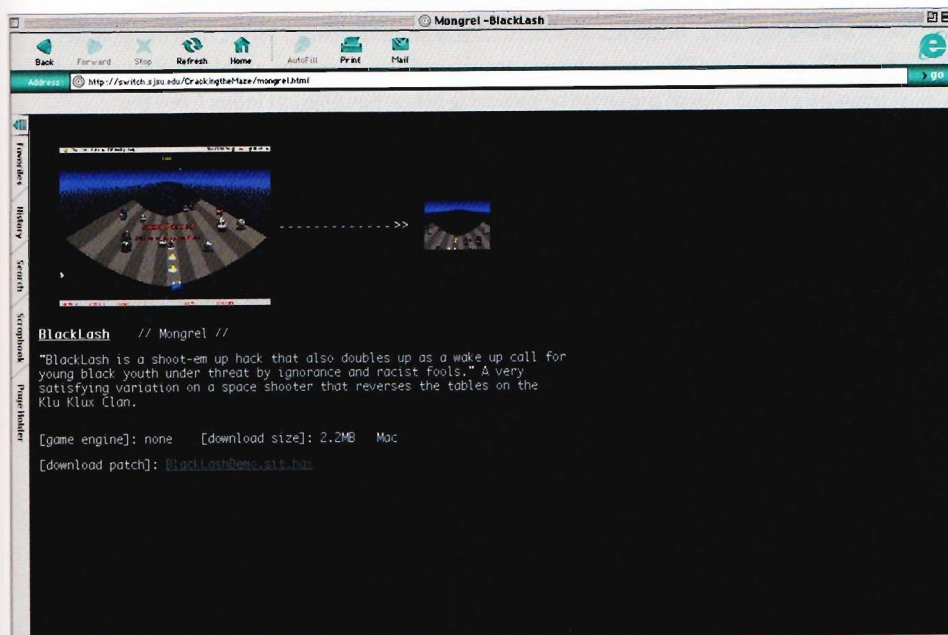 Mongrel -BlackLash
Back Forward Stop Refresh Home AutoFill Print Mail
Address: http://switch.sjsu.edu/CrackingtheMaze/mongrel.html go
Favorites
History
Search
Scrapbook
Page Holder
- - - - - - - - - - - - - >>
BlackLash // Mongrel //
"BlackLash is a shoot-em up hack that also doubles up as a wake up call for
young black youth under threat by ignorance and racist fools." A very
satisfying variation on a space shooter that reverses the tables on the
Klu Klux Clan.
[game engine]: none [download size]: 2.2MB Mac
[download patch]: BlackLashDemo.sit.hqx